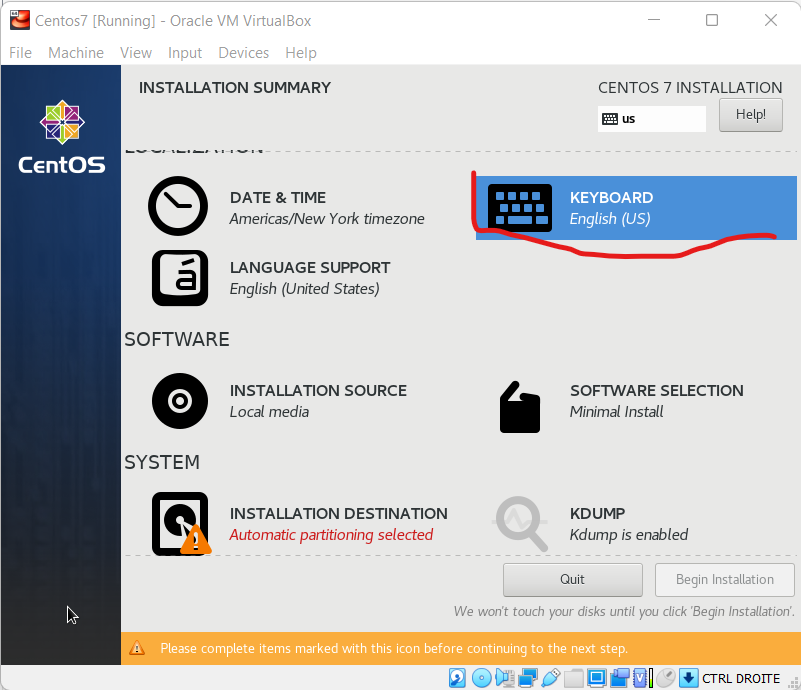 Centos7 [Running] - Oracle VM VirtualBox
File Machine View Input Devices Help
INSTALLATION SUMMARY
CENTOS 7 INSTALLATION
us
Help!
CentOS
LOCALIZATION
DATE & TIME
Americas/New York timezone
KEYBOARD
English (US)
LANGUAGE SUPPORT
English (United States)
SOFTWARE
INSTALLATION SOURCE
Local media
SOFTWARE SELECTION
Minimal Install
SYSTEM
INSTALLATION DESTINATION
Automatic partitioning selected
KDUMP
Kdump is enabled
Quit
Begin Installation
We won't touch your disks until you click 'Begin Installation'.
Please complete items marked with this icon before continuing to the next step.
CTRL DROITE